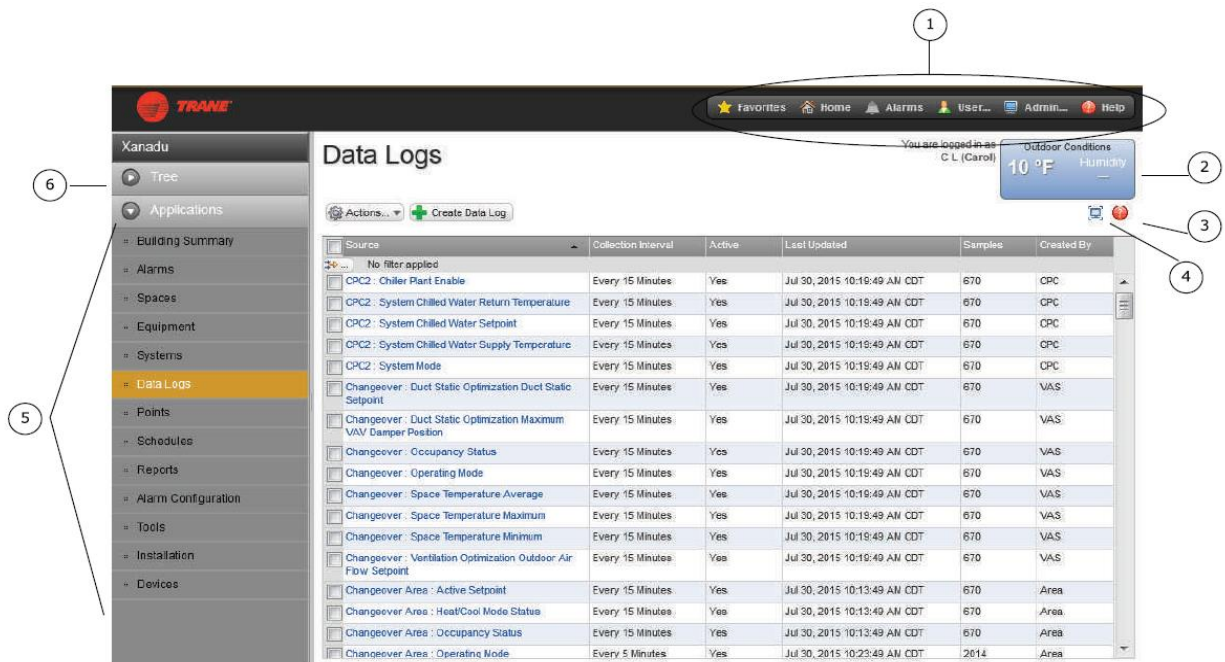 1
TRANE
Favorites Home Alarms User... Admin... Help
Xanadu
Data Logs
You are logged in as
C L (Carol)
Outdoor Conditions
10 °F Humidity
—
2
6
Tree
Applications
Actions... Create Data Log
3
4
Building Summary
Alarms
Spaces
Equipment
Systems
Data Logs
Points
Schedules
Reports
Alarm Configuration
Tools
Installation
Devices
5
Source Collection Interval Active Last Updated Samples Created By
... No filter applied
CPC2 : Chiller Plant Enable Every 15 Minutes Yes Jul 30, 2015 10:19:49 AM CDT 670 CPC
CPC2 : System Chilled Water Return Temperature Every 15 Minutes Yes Jul 30, 2015 10:19:49 AM CDT 670 CPC
CPC2 : System Chilled Water Setpoint Every 15 Minutes Yes Jul 30, 2015 10:19:49 AM CDT 670 CPC
CPC2 : System Chilled Water Supply Temperature Every 15 Minutes Yes Jul 30, 2015 10:19:49 AM CDT 670 CPC
CPC2 : System Mode Every 15 Minutes Yes Jul 30, 2015 10:19:49 AM CDT 670 CPC
Changeover : Duct Static Optimization Duct Static Every 15 Minutes Yes Jul 30, 2015 10:19:49 AM CDT 670 VAS
Setpoint
Changeover : Duct Static Optimization Maximum Every 15 Minutes Yes Jul 30, 2015 10:19:49 AM CDT 670 VAS
VAV Damper Position
Changeover : Occupancy Status Every 15 Minutes Yes Jul 30, 2015 10:19:49 AM CDT 670 VAS
Changeover : Operating Mode Every 15 Minutes Yes Jul 30, 2015 10:19:49 AM CDT 670 VAS
Changeover : Space Temperature Average Every 15 Minutes Yes Jul 30, 2015 10:19:49 AM CDT 670 VAS
Changeover : Space Temperature Maximum Every 15 Minutes Yes Jul 30, 2015 10:19:49 AM CDT 670 VAS
Changeover : Space Temperature Minimum Every 15 Minutes Yes Jul 30, 2015 10:19:49 AM CDT 670 VAS
Changeover : Ventilation Optimization Outdoor Air Every 15 Minutes Yes Jul 30, 2015 10:19:49 AM CDT 670 VAS
Flow Setpoint
Changeover Area : Active Setpoint Every 15 Minutes Yes Jul 30, 2015 10:13:49 AM CDT 670 Area
Changeover Area : Heat/Cool Mode Status Every 15 Minutes Yes Jul 30, 2015 10:13:49 AM CDT 670 Area
Changeover Area : Occupancy Status Every 15 Minutes Yes Jul 30, 2015 10:13:49 AM CDT 670 Area
Changeover Area : Operating Mode Every 5 Minutes Yes Jul 30, 2015 10:23:49 AM CDT 2014 Area